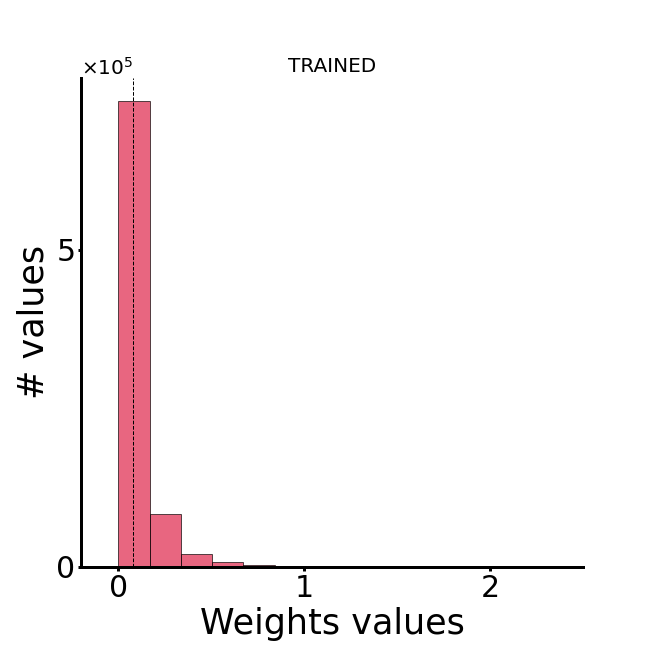 TRAINED
×10⁵
# values
5
0
0 1 2
Weights values